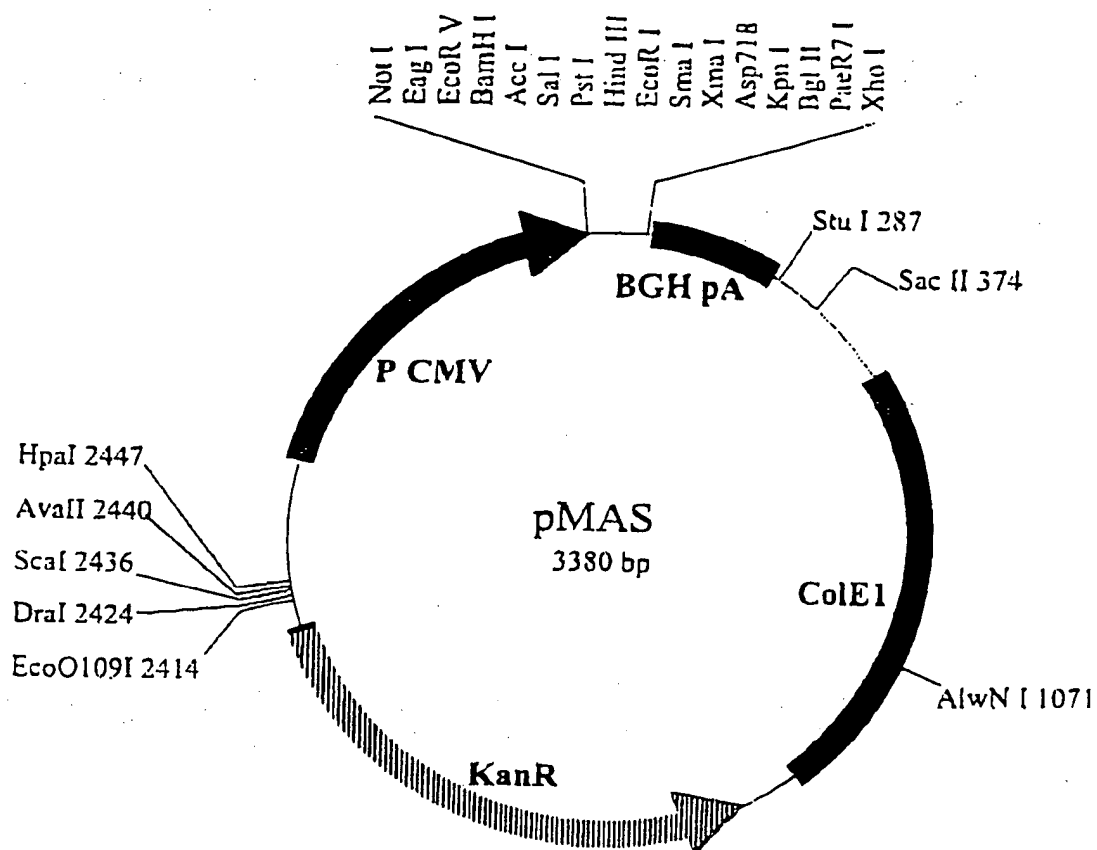 Not I
Eag I
EcoR V
BamH I
Acc I
Sal I
Pst I
Hind III
EcoR I
Sma I
Xma I
Asp718
Kpn I
Bgl II
PaeR7 I
Xho I
Stu I 287
Sac II 374
BGH pA
P CMV
HpaI 2447
AvaII 2440
ScaI 2436
DraI 2424
EcoO109I 2414
pMAS
3380 bp
ColE1
AlwN I 1071
KanR